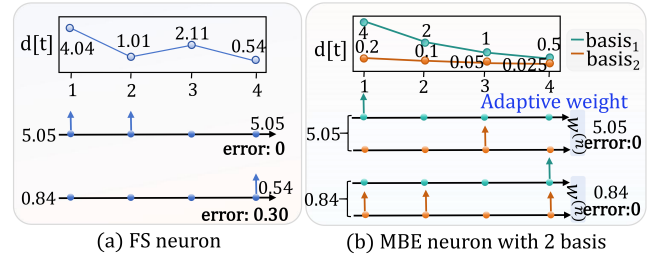 d[t]
4.04
1.01
2.11
0.54
1
2
3
4
5.05
5.05
error: 0
0.84
0.54
error: 0.30
(a) FS neuron
d[t]
4
2
1
0.5
0.2
0.1
0.05
0.025
basis₁
basis₂
1
2
3
4
Adaptive weight
5.05
w⁽ⁿ⁾
5.05
error:0
0.84
w⁽ⁿ⁾
0.84
error:0
(b) MBE neuron with 2 basis